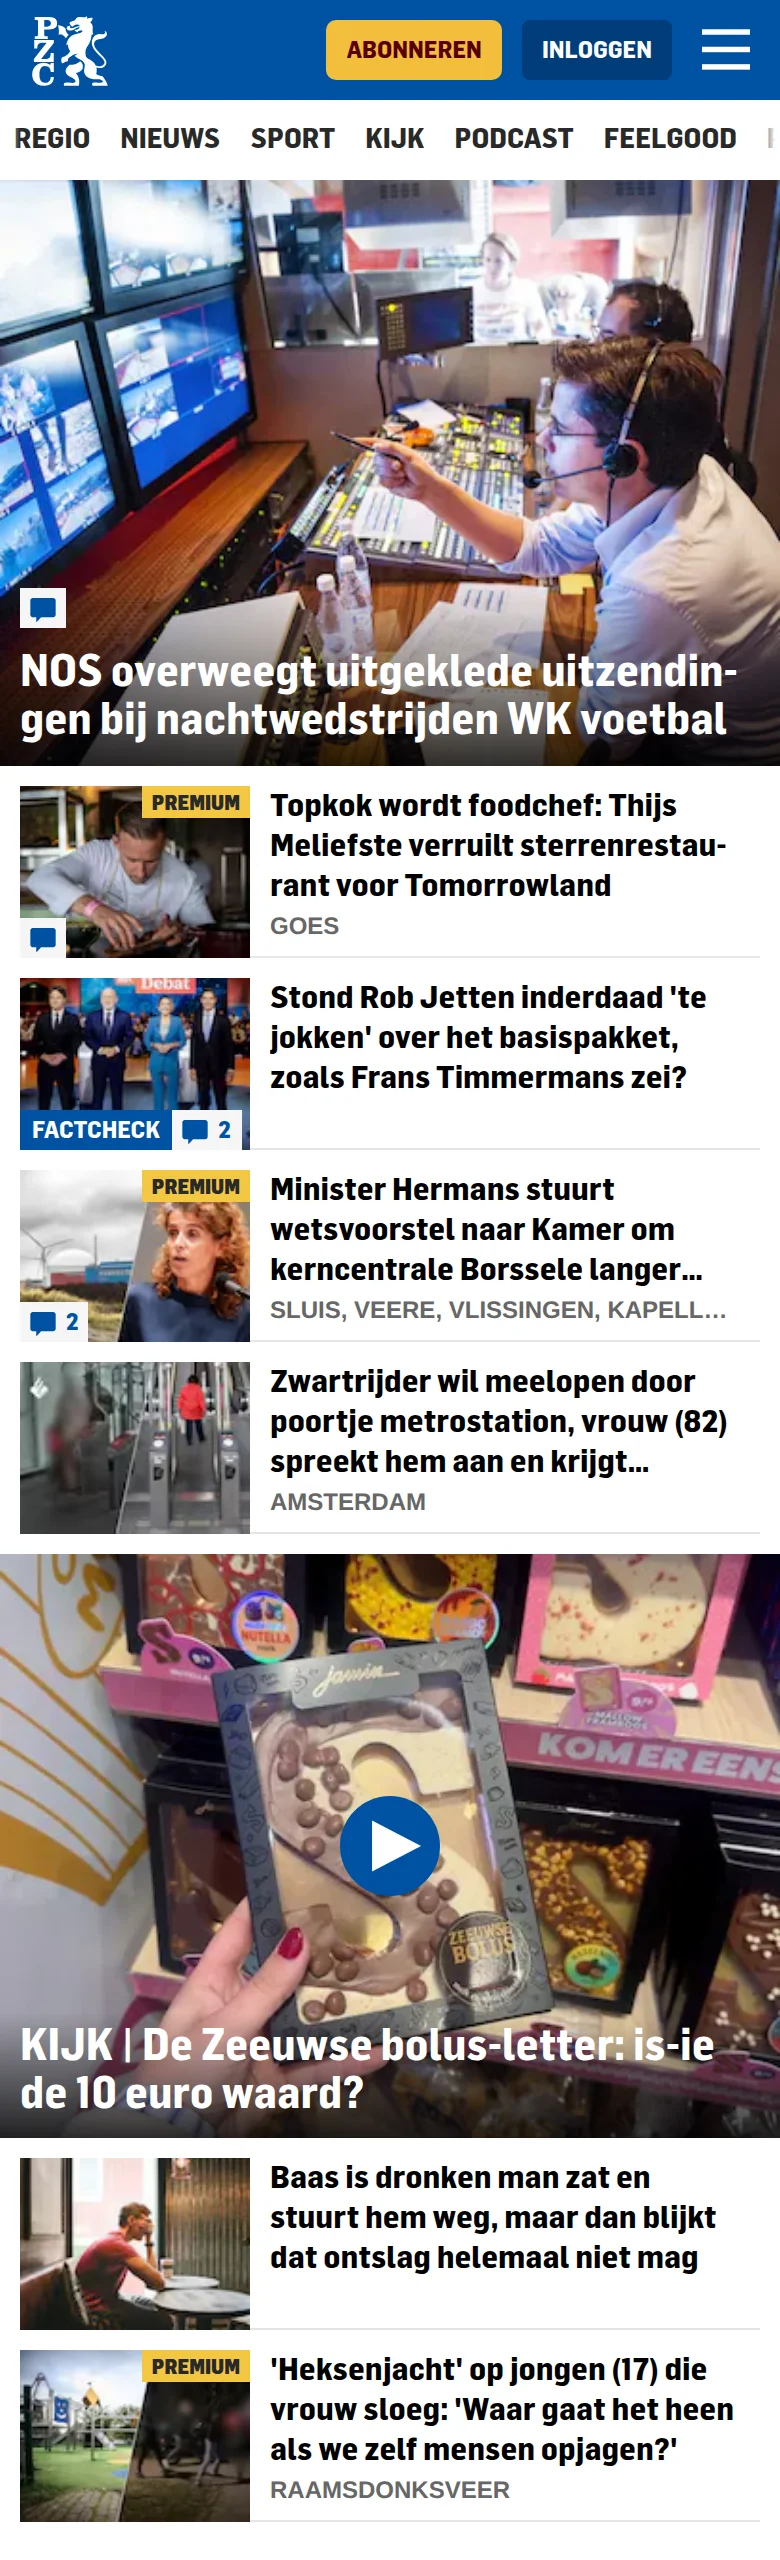 PZC
ABONNEREN
INLOGGEN
REGIO NIEUWS SPORT KIJK PODCAST FEELGOOD
NOS overweegt uitgeklede uitzendin-
gen bij nachtwedstrijden WK voetbal
PREMIUM
Topkok wordt foodchef: Thijs
Meliefste verruilt sterrenrestau-
rant voor Tomorrowland
GOES
Debat
FACTCHECK
2
Stond Rob Jetten inderdaad 'te
jokken' over het basispakket,
zoals Frans Timmermans zei?
PREMIUM
2
Minister Hermans stuurt
wetsvoorstel naar Kamer om
kerncentrale Borssele langer...
SLUIS, VEERE, VLISSINGEN, KAPELL...
Zwartrijder wil meelopen door
poortje metrostation, vrouw (82)
spreekt hem aan en krijgt...
AMSTERDAM
NUTELLA
jamin
KOM ER EENS
ZEEUWSE
BOLUS
KIJK | De Zeeuwse bolus-letter: is-ie
de 10 euro waard?
Baas is dronken man zat en
stuurt hem weg, maar dan blijkt
dat ontslag helemaal niet mag
PREMIUM
'Heksenjacht' op jongen (17) die
vrouw sloeg: 'Waar gaat het heen
als we zelf mensen opjagen?'
RAAMSDONKSVEER